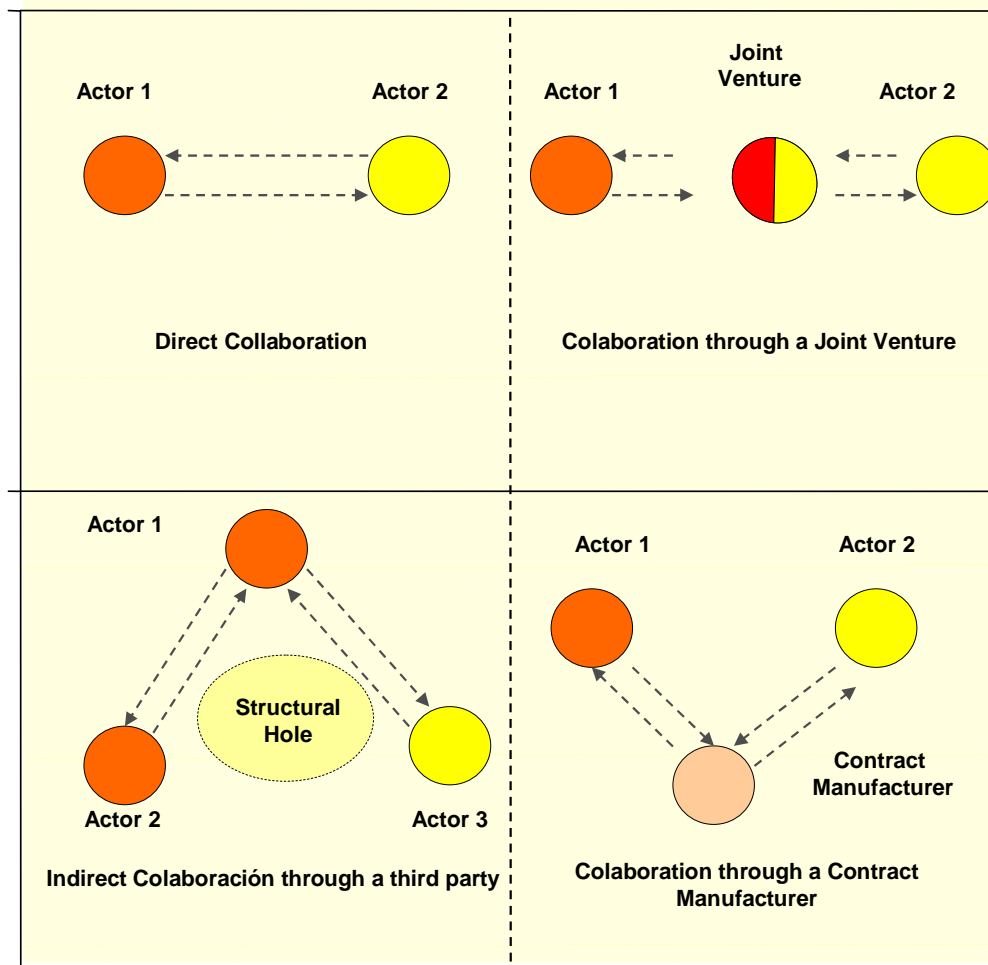 Actor 1
Actor 2
Direct Collaboration
Joint
Venture
Actor 1
Actor 2
Colaboration through a Joint Venture
Actor 1
Structural
Hole
Actor 2
Actor 3
Indirect Colaboración through a third party
Actor 1
Actor 2
Contract
Manufacturer
Colaboration through a Contract
Manufacturer